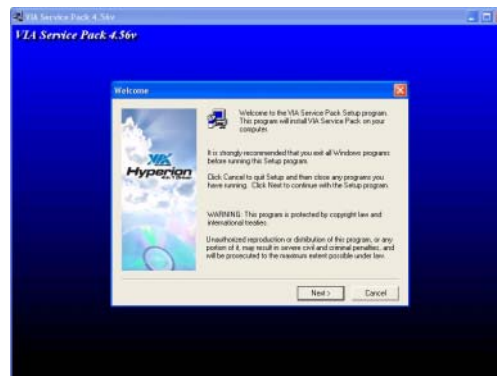 VIA Service Pack 4.56v
VIA Service Pack 4.56v
Welcome
Welcome to the VIA Service Pack Setup program.
This program will install VIA Service Pack on your
computer.
It is strongly recommended that you exit all Windows programs
before running this Setup program.
Click Cancel to quit Setup and then close any programs you
have running. Click Next to continue with the Setup program.
WARNING: This program is protected by copyright law and
international treaties.
Unauthorized reproduction or distribution of this program, or any
portion of it, may result in severe civil and criminal penalties, and
will be prosecuted to the maximum extent possible under law.
VIA
Hyperion
Next >
Cancel